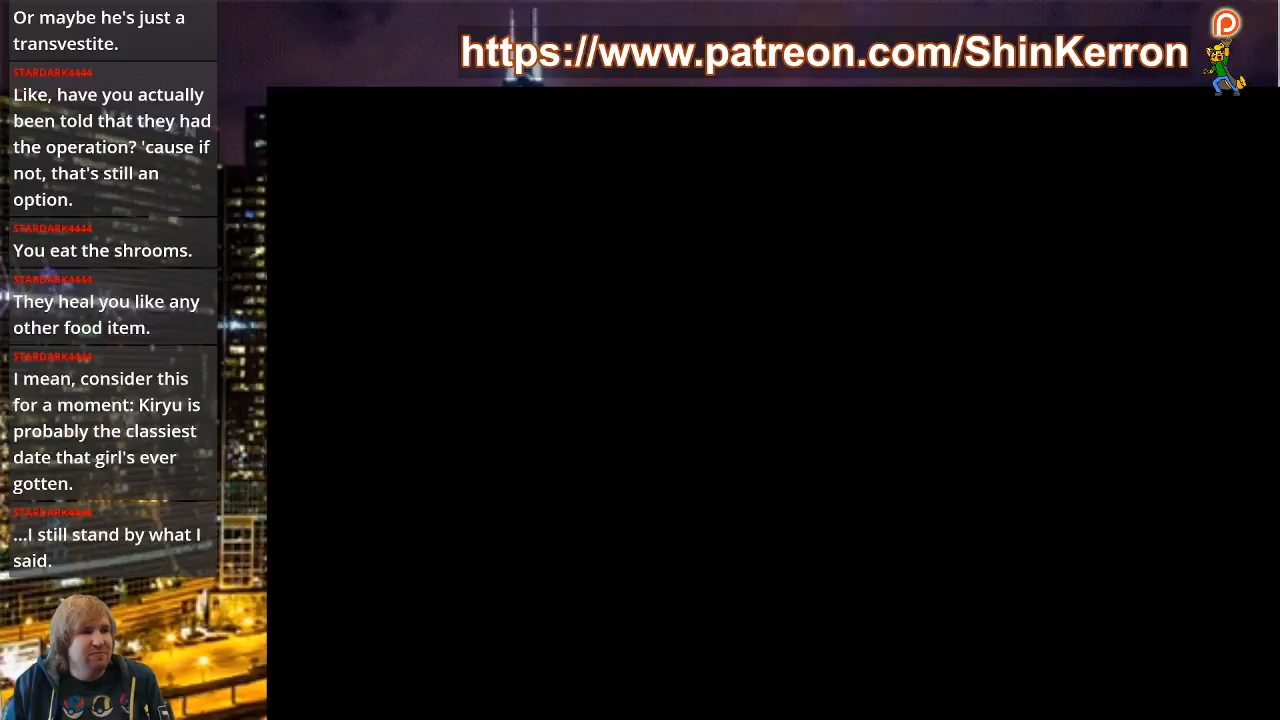 Or maybe he's just a
transvestite.
STARDARK4444
Like, have you actually
been told that they had
the operation? 'cause if
not, that's still an
option.
STARDARK4444
You eat the shrooms.
STARDARK4444
They heal you like any
other food item.
STARDARK4444
I mean, consider this
for a moment: Kiryu is
probably the classiest
date that girl's ever
gotten.
STARDARK4444
...I still stand by what I
said.
https://www.patreon.com/ShinKerron